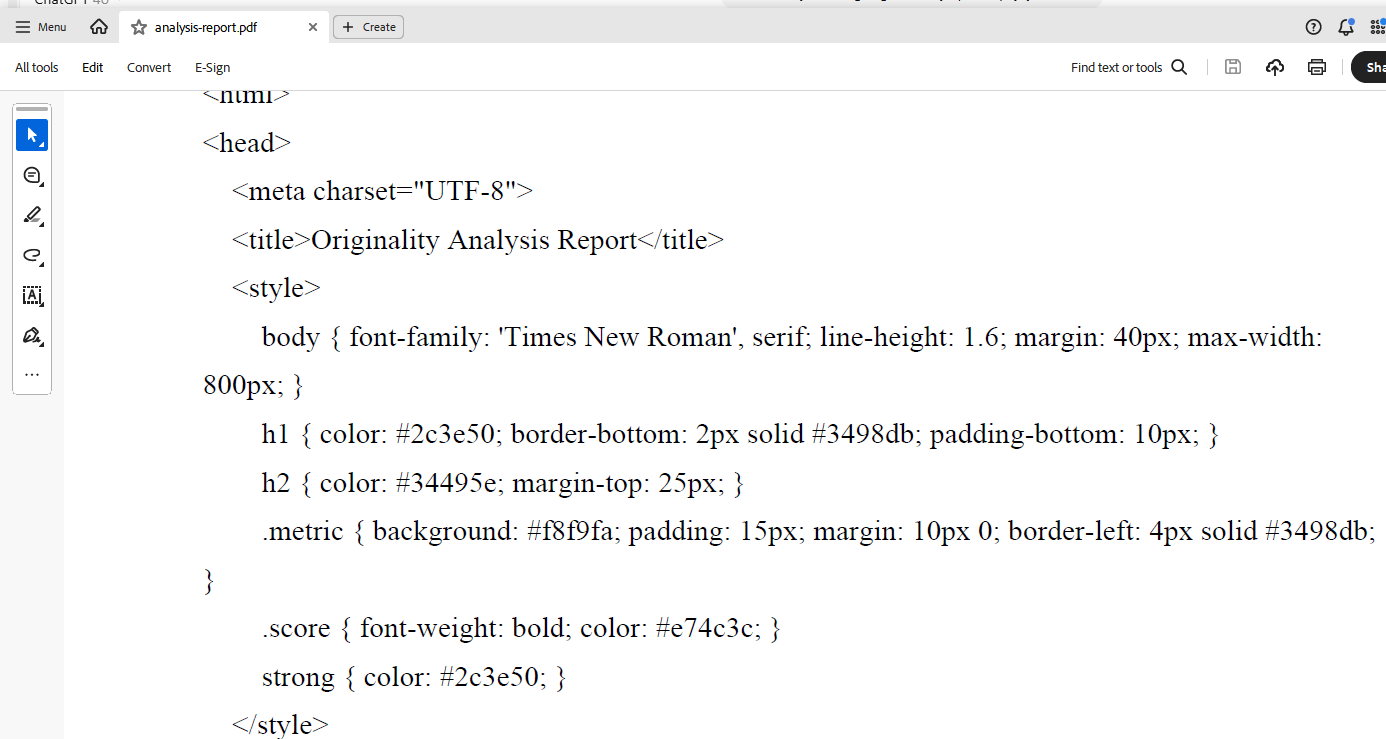 ChatGPT 4o
Menu
analysis-report.pdf
Create
All tools
Edit
Convert
E-Sign
Find text or tools
<html>
<head>
<meta charset="UTF-8">
<title>Originality Analysis Report</title>
<style>
body { font-family: 'Times New Roman', serif; line-height: 1.6; margin: 40px; max-width:
800px; }
h1 { color: #2c3e50; border-bottom: 2px solid #3498db; padding-bottom: 10px; }
h2 { color: #34495e; margin-top: 25px; }
.metric { background: #f8f9fa; padding: 15px; margin: 10px 0; border-left: 4px solid #3498db;
}
.score { font-weight: bold; color: #e74c3c; }
strong { color: #2c3e50; }
</style>